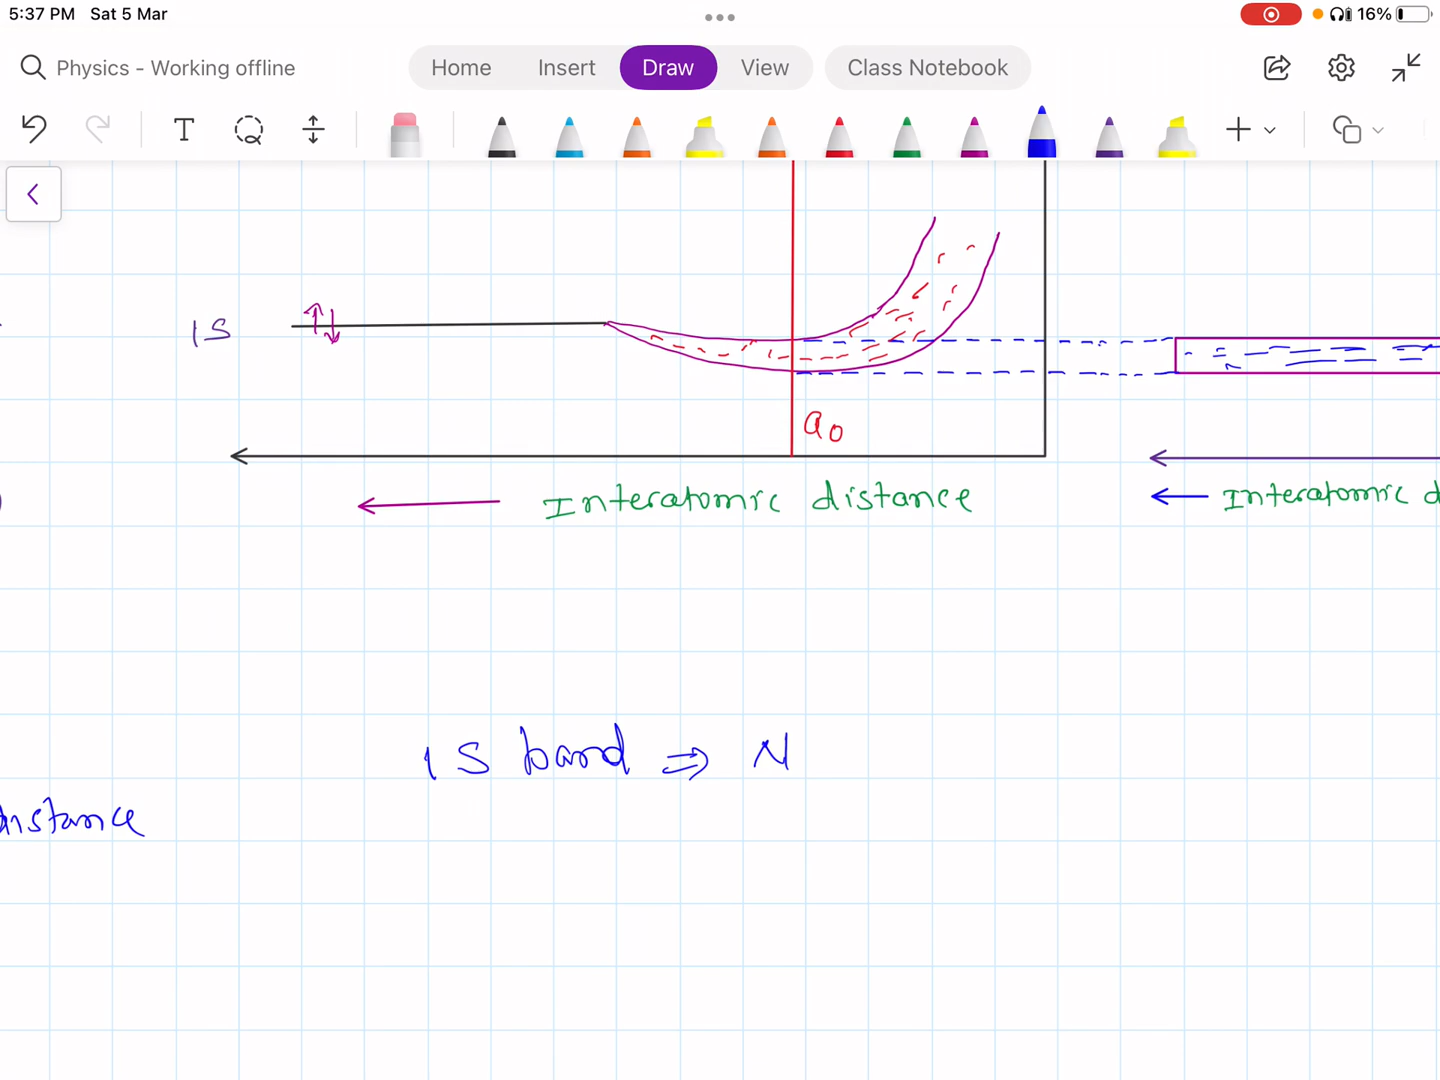 5:37 PM Sat 5 Mar
16%
Physics - Working offline
Home Insert Draw View Class Notebook
T
1S
a0
Interatomic distance
Interatomic d
1S band ⇒ N
distance